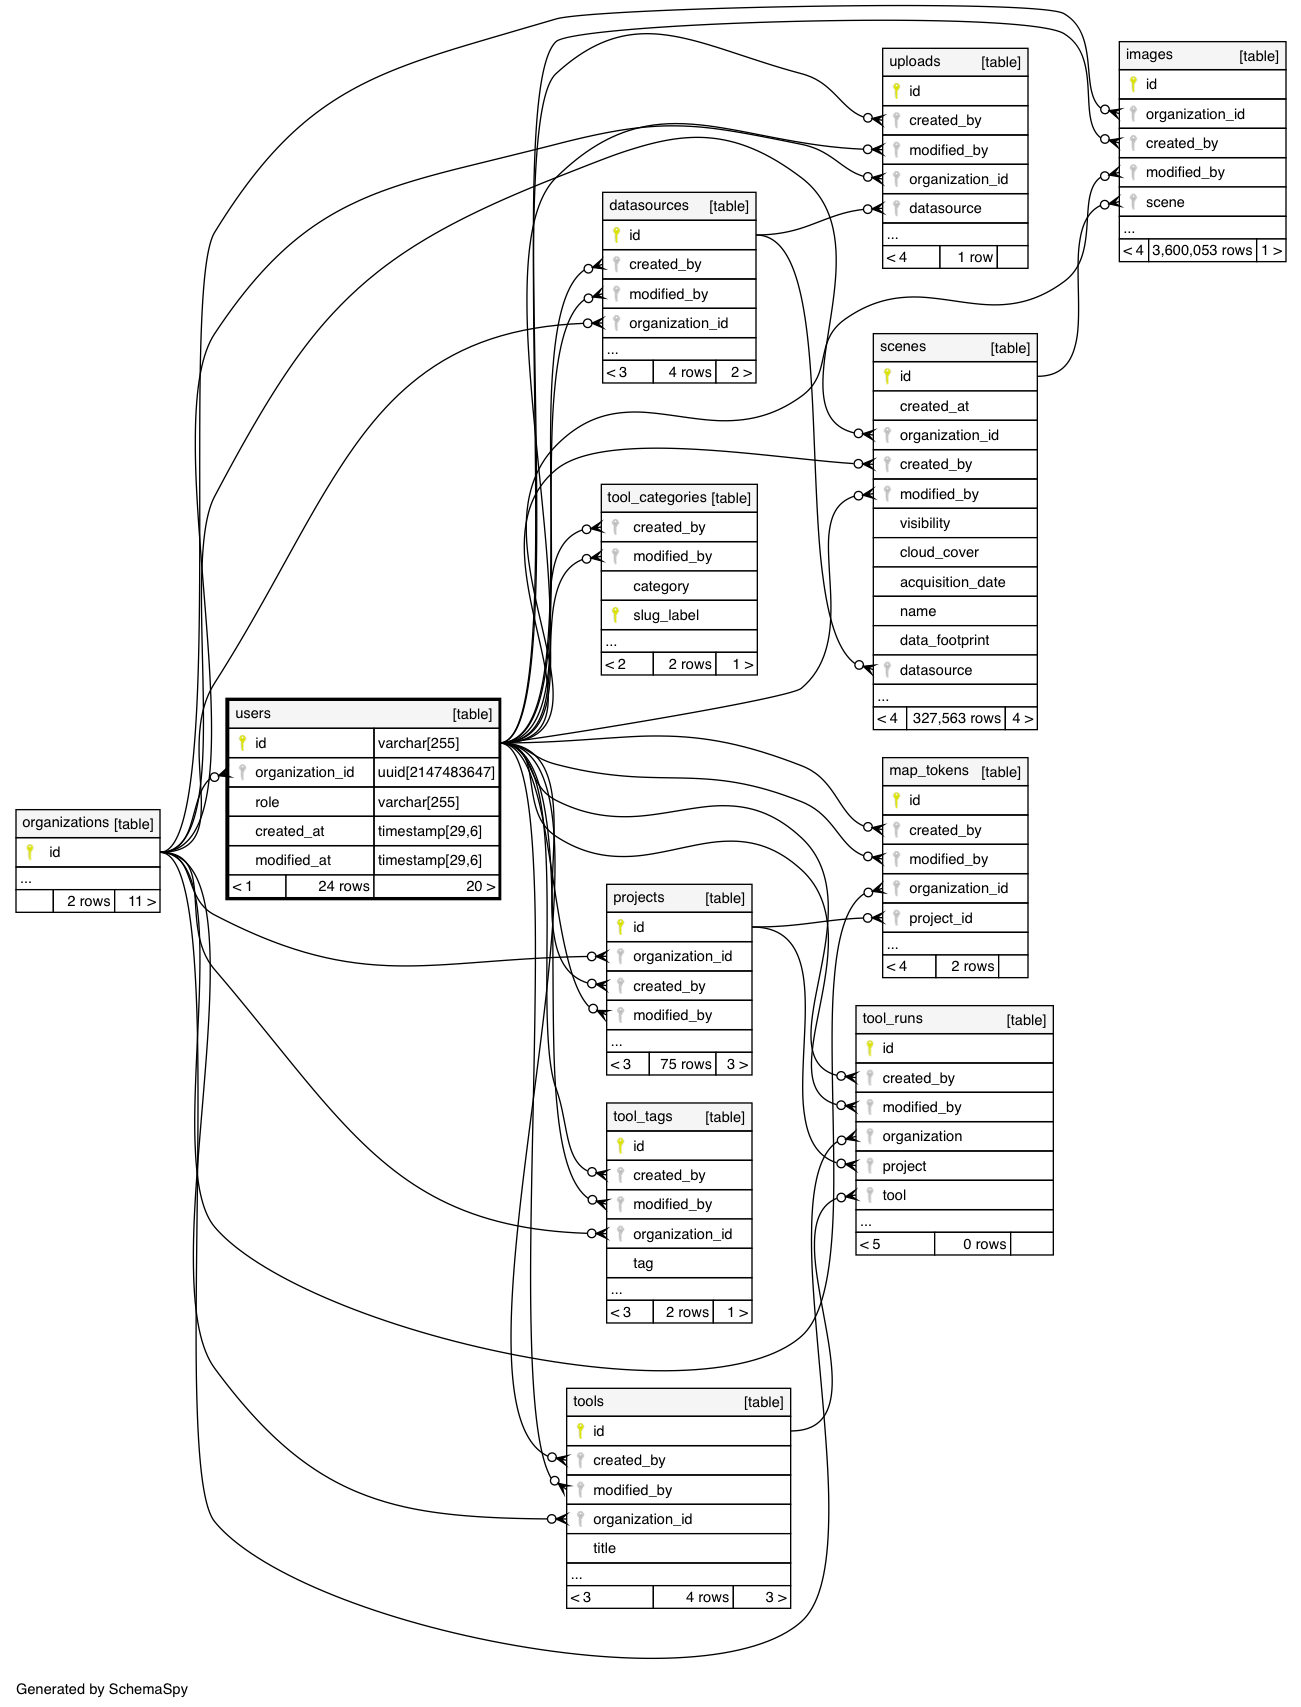 uploads [table]
id
created_by
modified_by
organization_id
datasource
...
< 4 1 row
images [table]
id
organization_id
created_by
modified_by
scene
...
< 4 3,600,053 rows 1 >
datasources [table]
id
created_by
modified_by
organization_id
...
< 3 4 rows 2 >
scenes [table]
id
created_at
organization_id
created_by
modified_by
visibility
cloud_cover
acquisition_date
name
data_footprint
datasource
...
< 4 327,563 rows 4 >
tool_categories [table]
created_by
modified_by
category
slug_label
...
< 2 2 rows 1 >
users [table]
id varchar[255]
organization_id uuid[2147483647]
role varchar[255]
created_at timestamp[29,6]
modified_at timestamp[29,6]
< 1 24 rows 20 >
organizations [table]
id
...
2 rows 11 >
map_tokens [table]
id
created_by
modified_by
organization_id
project_id
...
< 4 2 rows
projects [table]
id
organization_id
created_by
modified_by
...
< 3 75 rows 3 >
tool_runs [table]
id
created_by
modified_by
organization
project
tool
...
< 5 0 rows
tool_tags [table]
id
created_by
modified_by
organization_id
tag
...
< 3 2 rows 1 >
tools [table]
id
created_by
modified_by
organization_id
title
...
< 3 4 rows 3 >
Generated by SchemaSpy